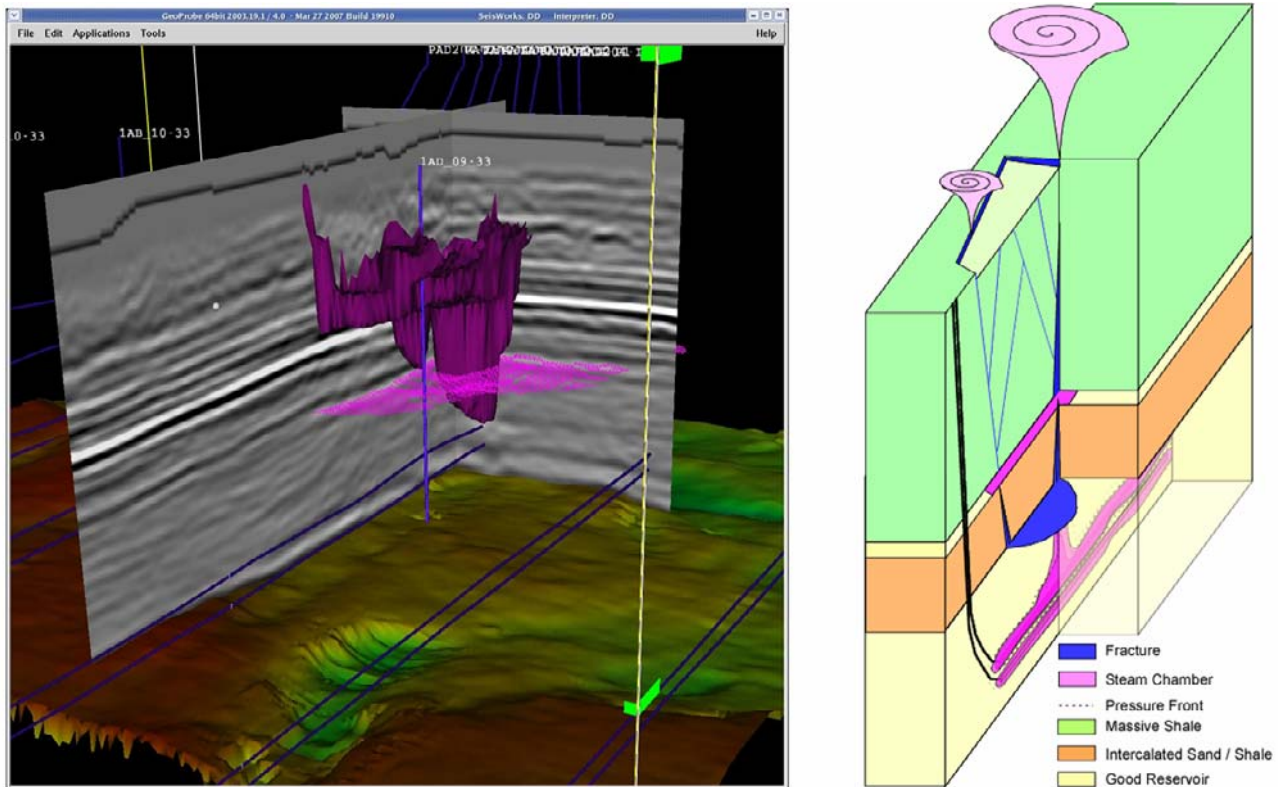 GeoProbe 64bit 2003.19.1 / 4.0 - Mar 27 2007 Build 19910 SeisWorks: DD Interpreter: DD
File Edit Applications Tools Help
0-33
1AB_10-33
1AD_09-33
Fracture
Steam Chamber
Pressure Front
Massive Shale
Intercalated Sand / Shale
Good Reservoir